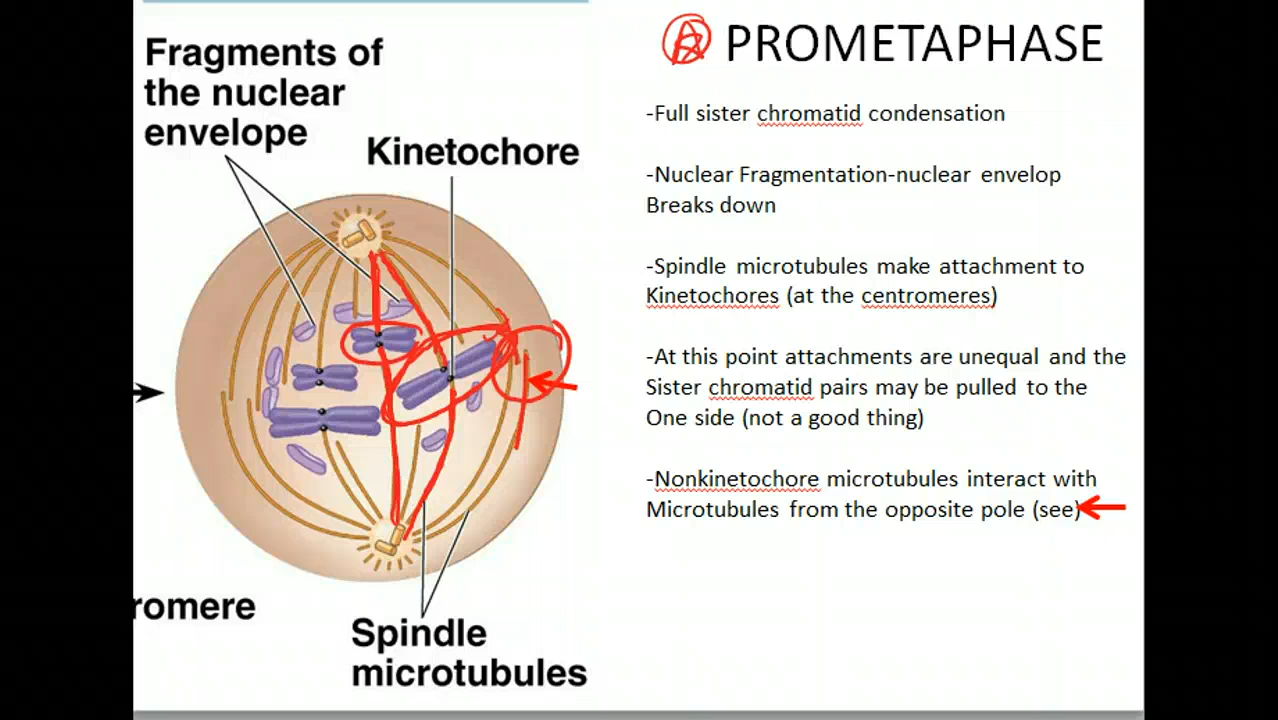 Fragments of
the nuclear
envelope
Kinetochore
romere
Spindle
microtubules
PROMETAPHASE
-Full sister chromatid condensation
-Nuclear Fragmentation-nuclear envelop
Breaks down
-Spindle microtubules make attachment to
Kinetochores (at the centromeres)
-At this point attachments are unequal and the
Sister chromatid pairs may be pulled to the
One side (not a good thing)
-Nonkinetochore microtubules interact with
Microtubules from the opposite pole (see)